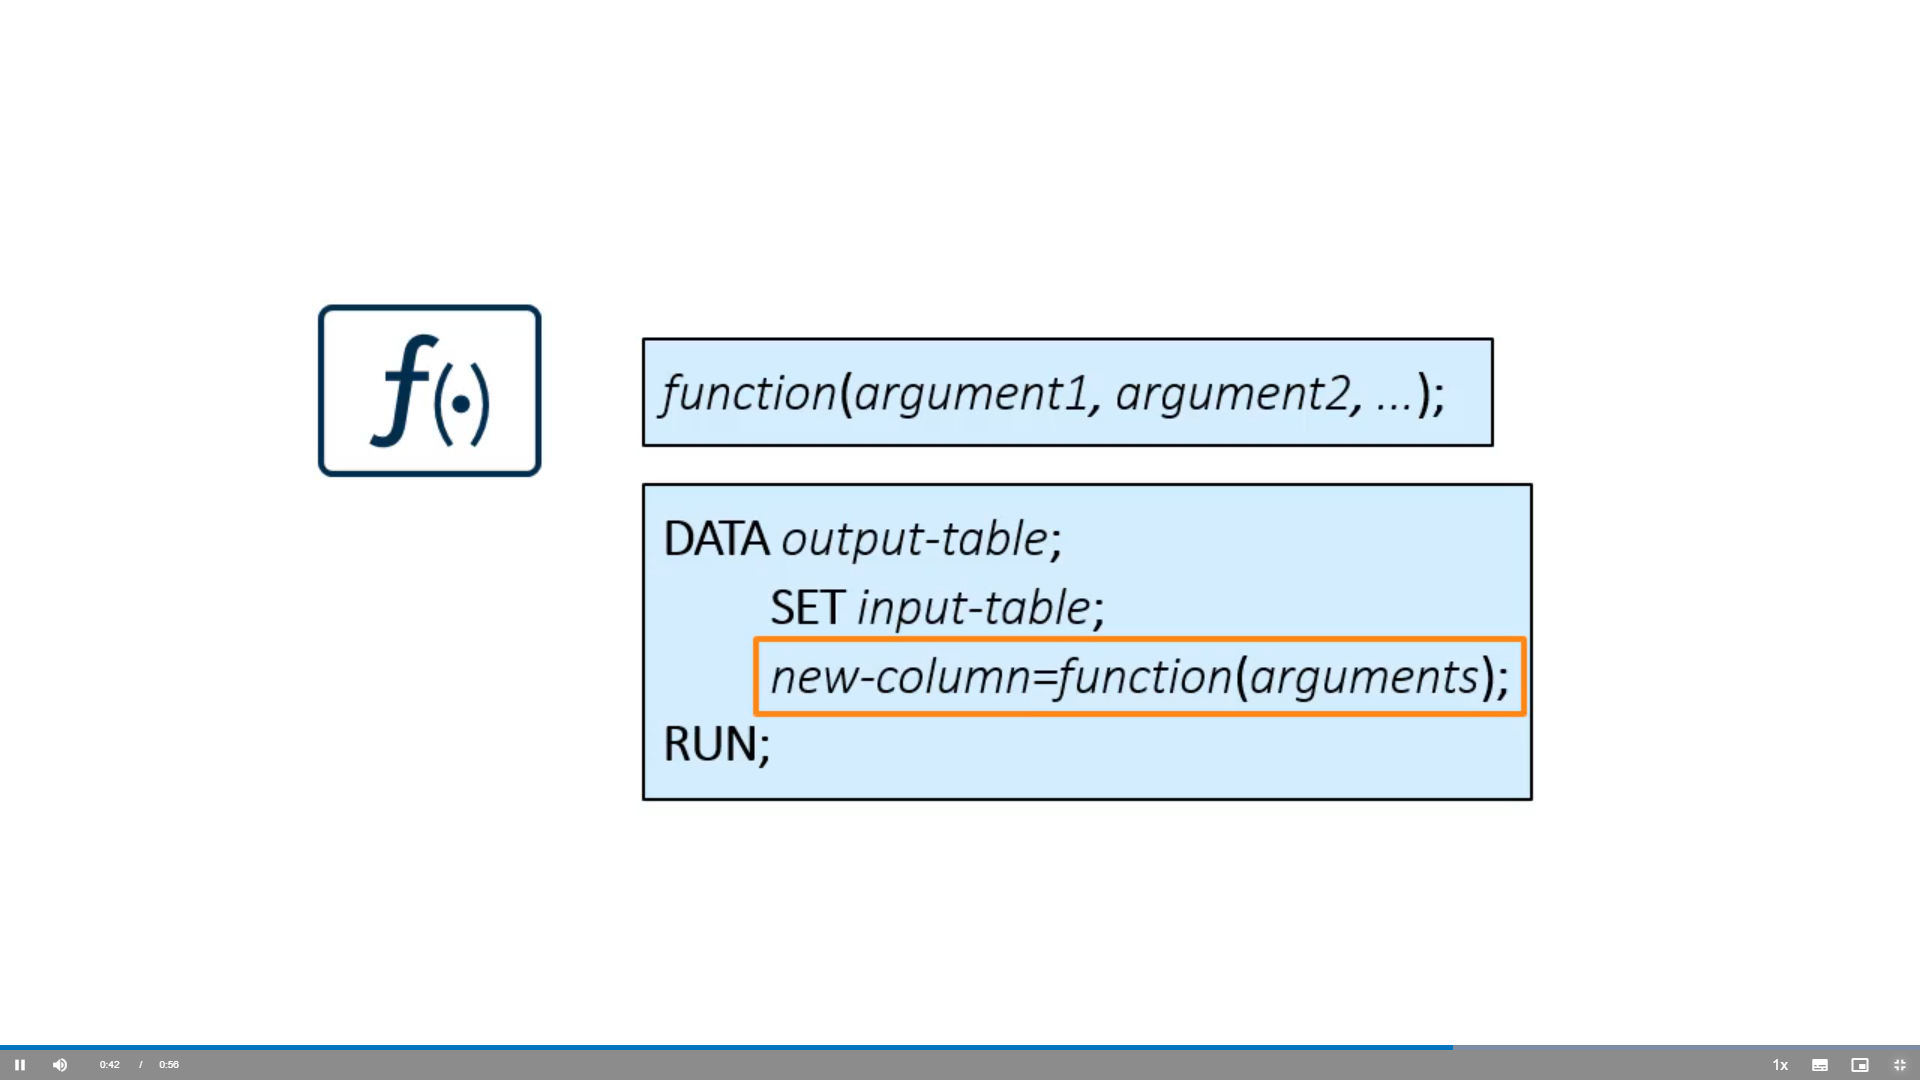 f(·)
function(argument1, argument2, ...);
DATA output-table;
SET input-table;
new-column=function(arguments);
RUN;
0:42 / 0:56
1x